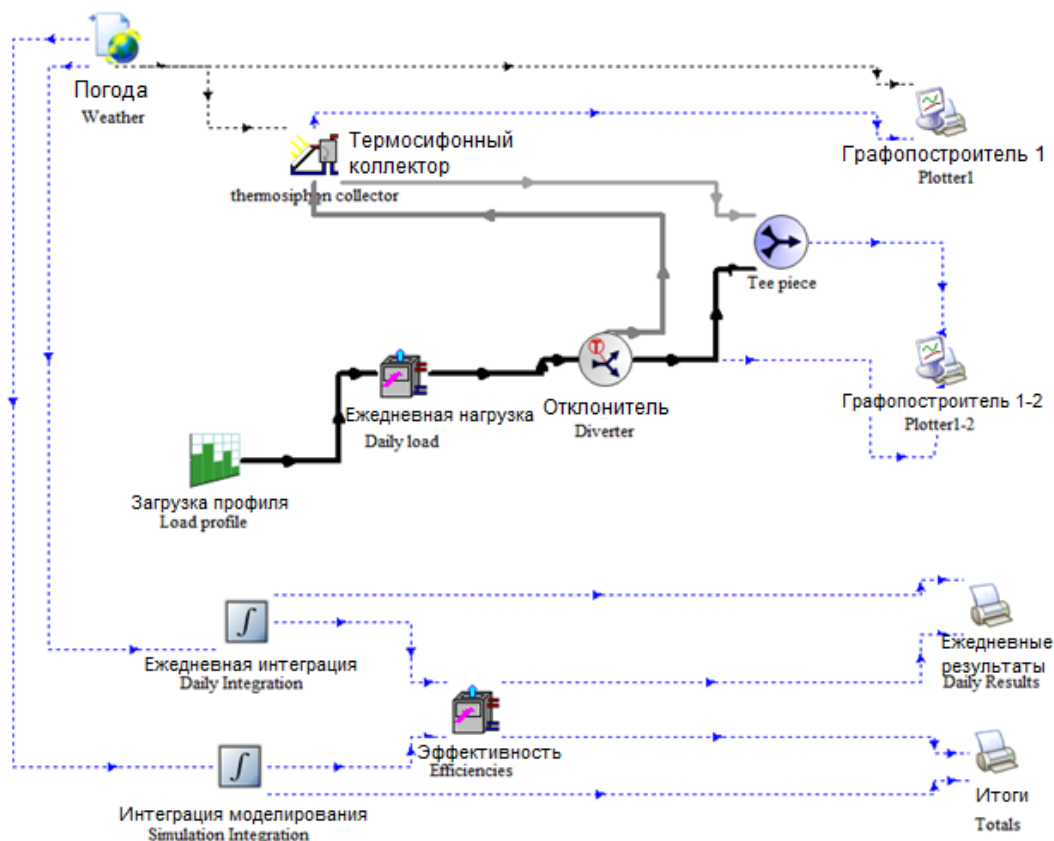 Погода
Weather
Термосифонный
коллектор
thermosiphon collector
Графопостроитель 1
Plotter1
Tee piece
T
Ежедневная нагрузка
Daily load
Отклонитель
Diverter
Графопостроитель 1-2
Plotter1-2
Загрузка профиля
Load profile
∫
Ежедневная интеграция
Daily Integration
Ежедневные
результаты
Daily Results
Эффективность
Efficiencies
∫
Интеграция моделирования
Simulation Integration
Итоги
Totals